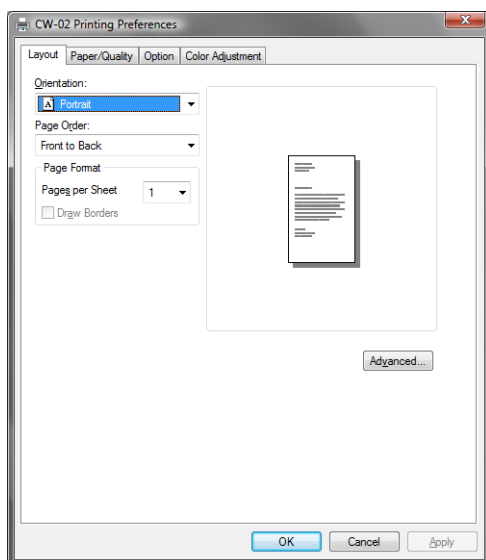 CW-02 Printing Preferences
Layout Paper/Quality Option Color Adjustment
Orientation:
A Portrait
Page Order:
Front to Back
Page Format
Pages per Sheet 1
Draw Borders
Advanced...
OK Cancel Apply